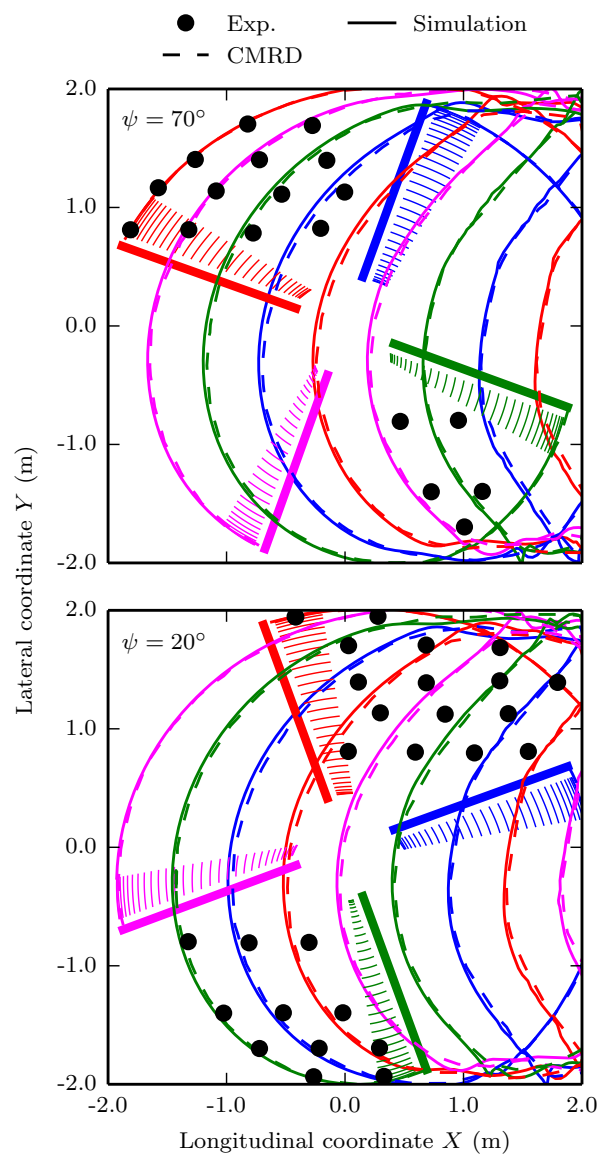 Exp.
Simulation
CMRD
ψ = 70°
2.0
1.0
0.0
-1.0
-2.0
Lateral coordinate Y (m)
ψ = 20°
2.0
1.0
0.0
-1.0
-2.0
-2.0 -1.0 0.0 1.0 2.0
Longitudinal coordinate X (m)